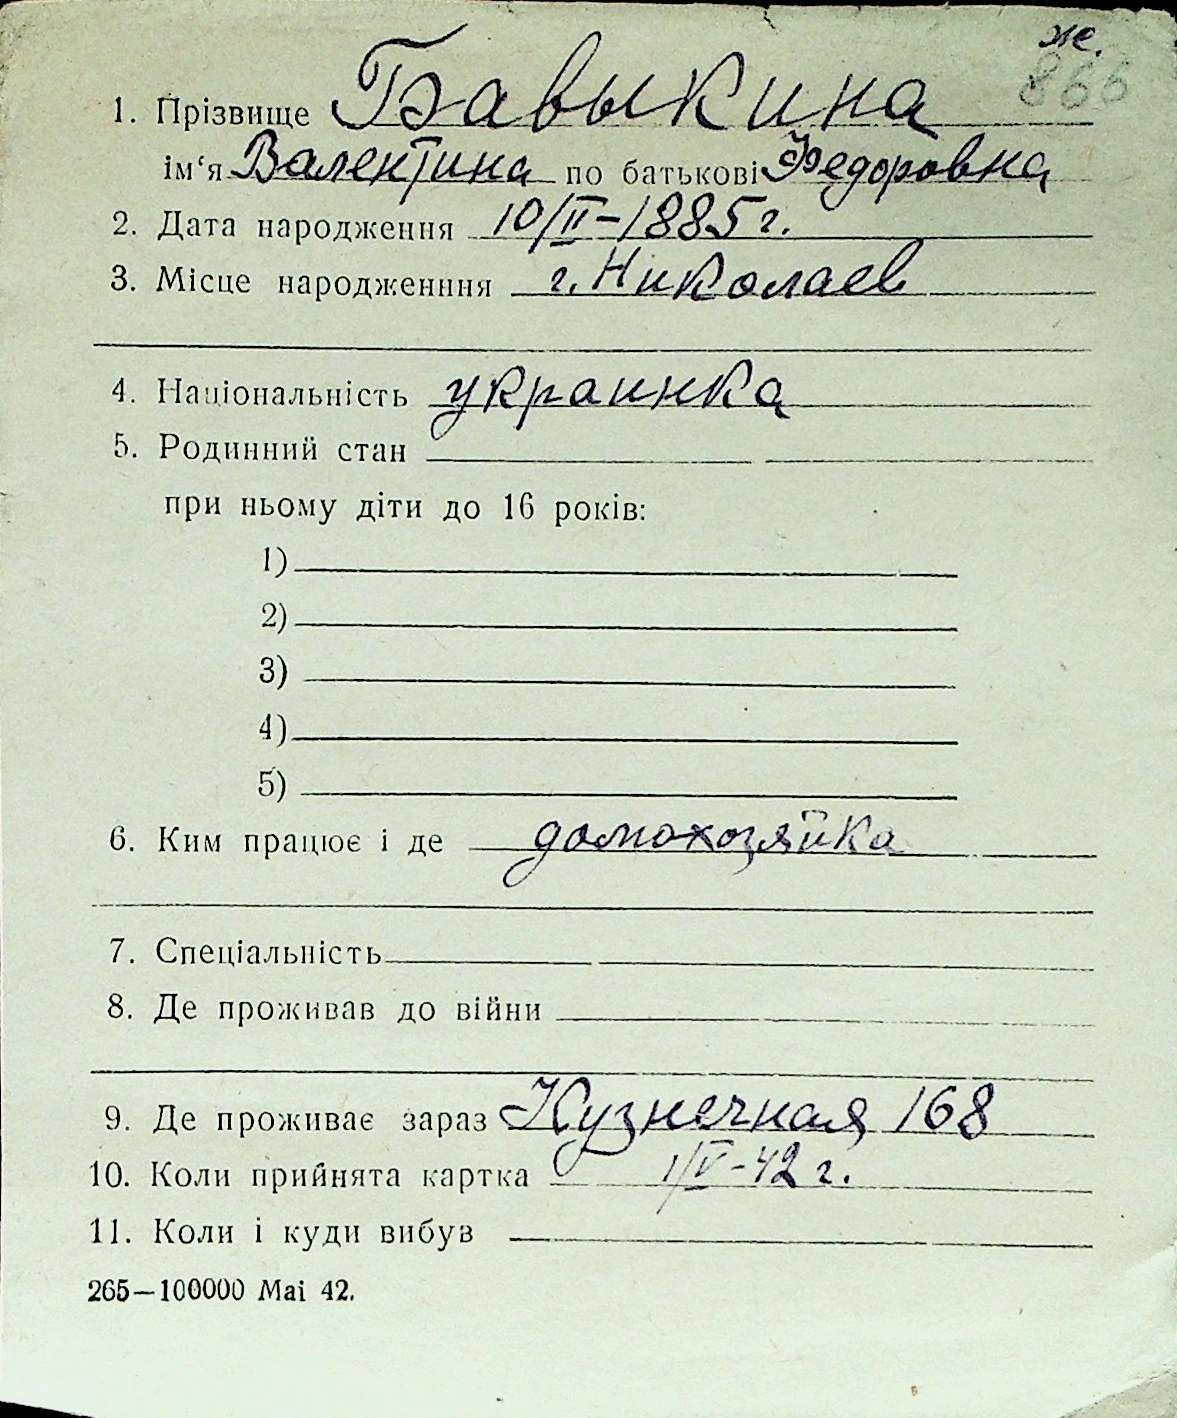 же.
866
1. Прізвище Бавыкина
ім‘я Валентина по батькові Федоровна
2. Дата народження 10/II-1885 г.
3. Місце народженння г. Николаев
4. Національність украинка
5. Родинний стан
при ньому діти до 16 років:
1)
2)
3)
4)
5)
6. Ким працює і де домохозяйка
7. Спеціальність
8. Де проживав до війни
9. Де проживає зараз Кузнечная 168
10. Коли прийнята картка 1/V-42 г.
11. Коли і куди вибув
265—100000 Mai 42.